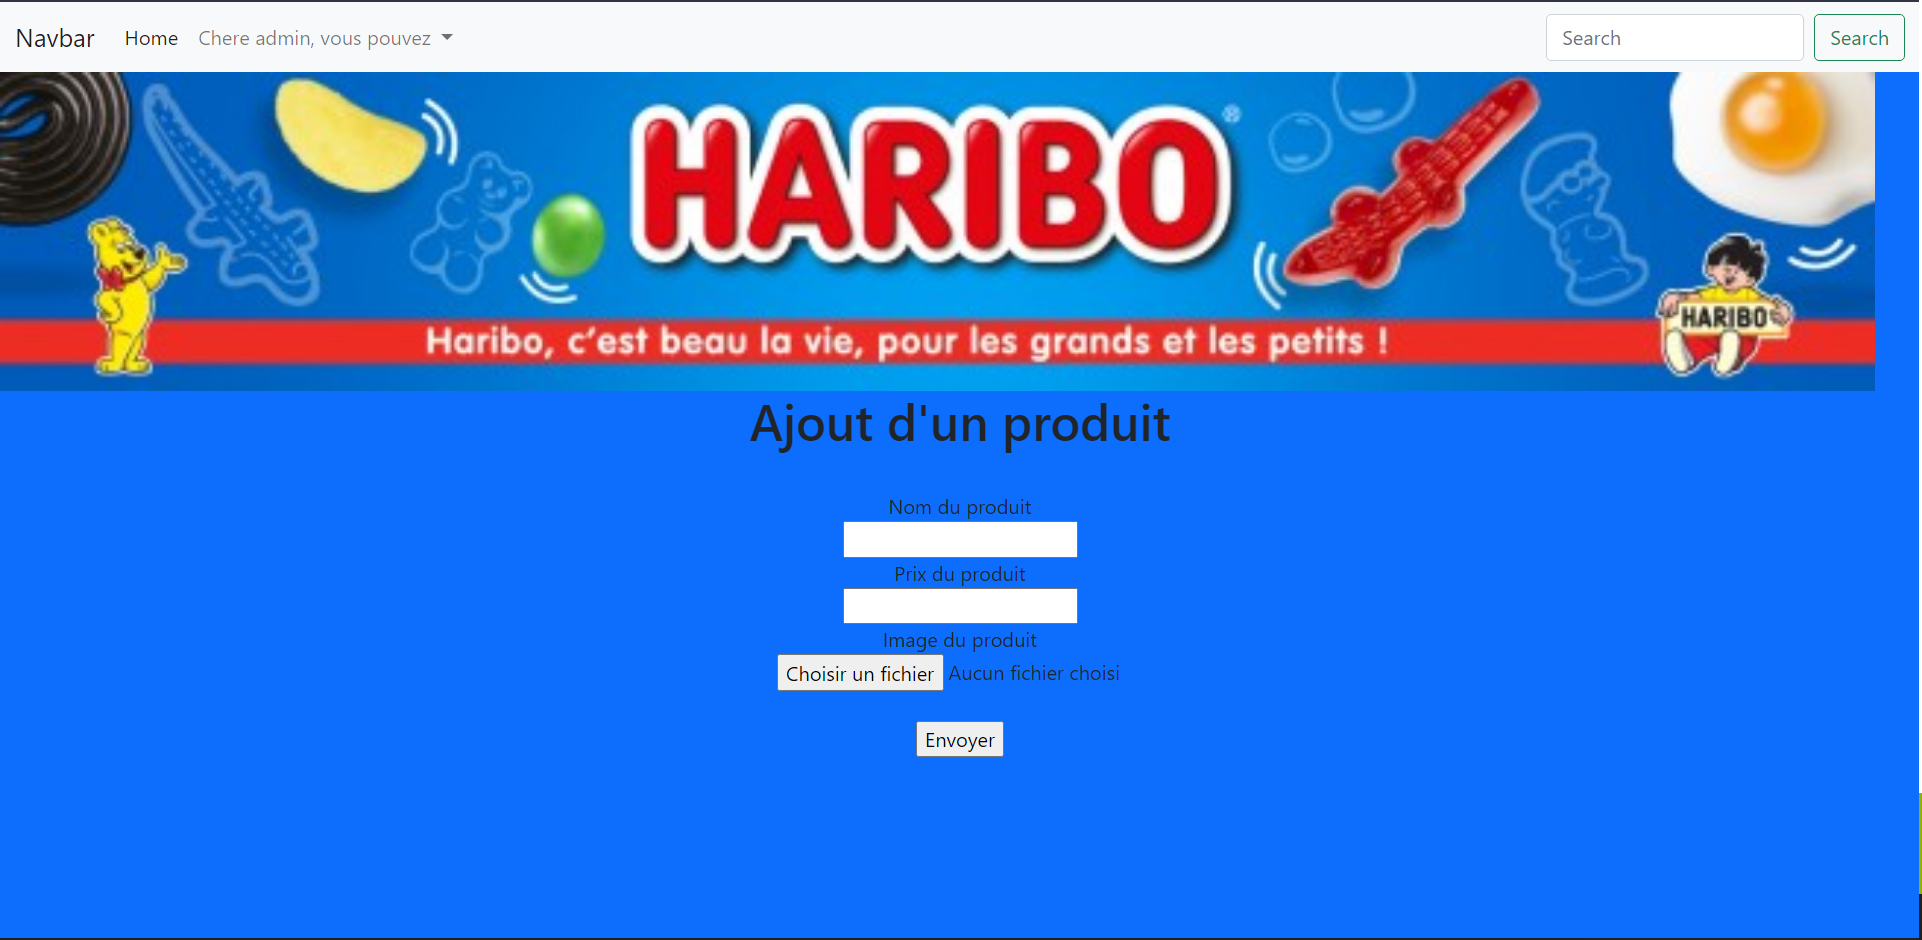 Navbar Home Chere admin, vous pouvez Search Search
HARIBO®
Haribo, c'est beau la vie, pour les grands et les petits !
HARIBO
Ajout d'un produit
Nom du produit
Prix du produit
Image du produit
Choisir un fichier Aucun fichier choisi
Envoyer